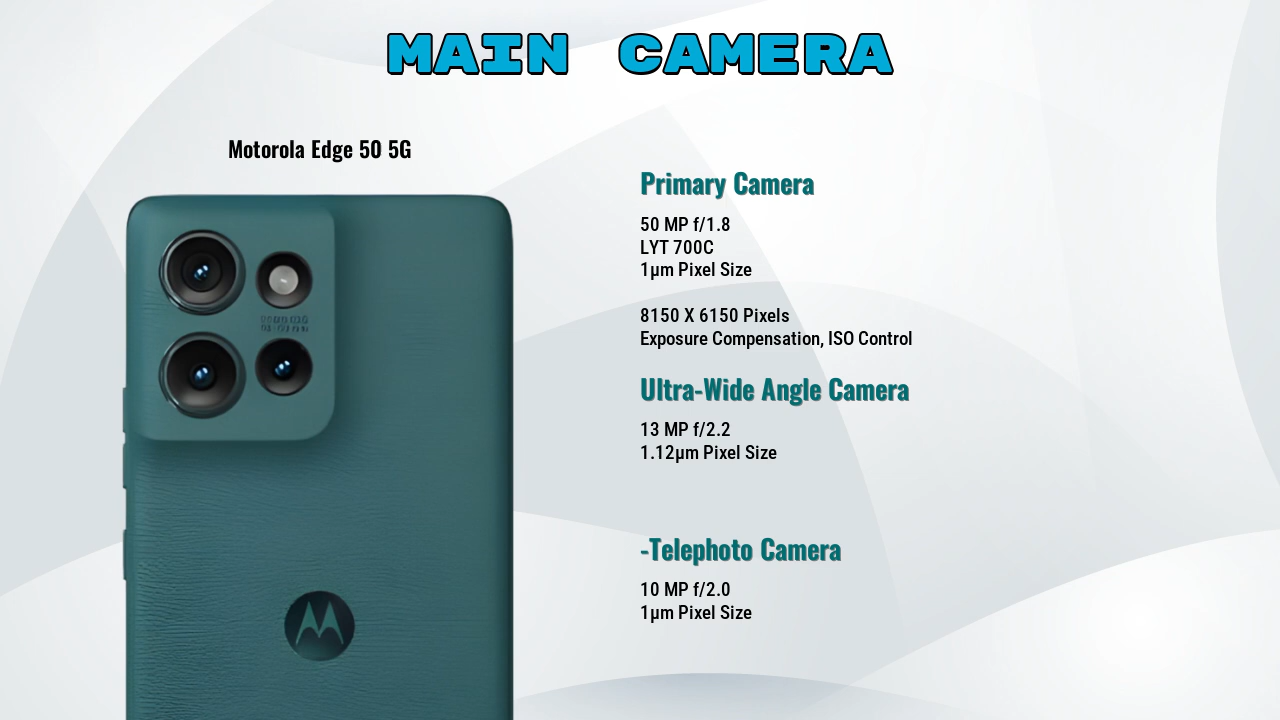 MAIN CAMERA
Motorola Edge 50 5G
Primary Camera
50 MP f/1.8
LYT 700C
1µm Pixel Size
8150 X 6150 Pixels
Exposure Compensation, ISO Control
Ultra-Wide Angle Camera
13 MP f/2.2
1.12µm Pixel Size
-Telephoto Camera
10 MP f/2.0
1µm Pixel Size